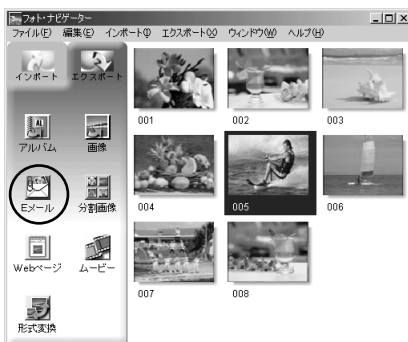 フォト・ナビゲーター
ファイル(F) 編集(E) インポート(I) エクスポート(X) ウィンドウ(W) ヘルプ(H)
インポート エクスポート
001 002 003
アルバム 画像
004 005 006
Eメール 分割画像
Webページ ムービー
007 008
形式変換